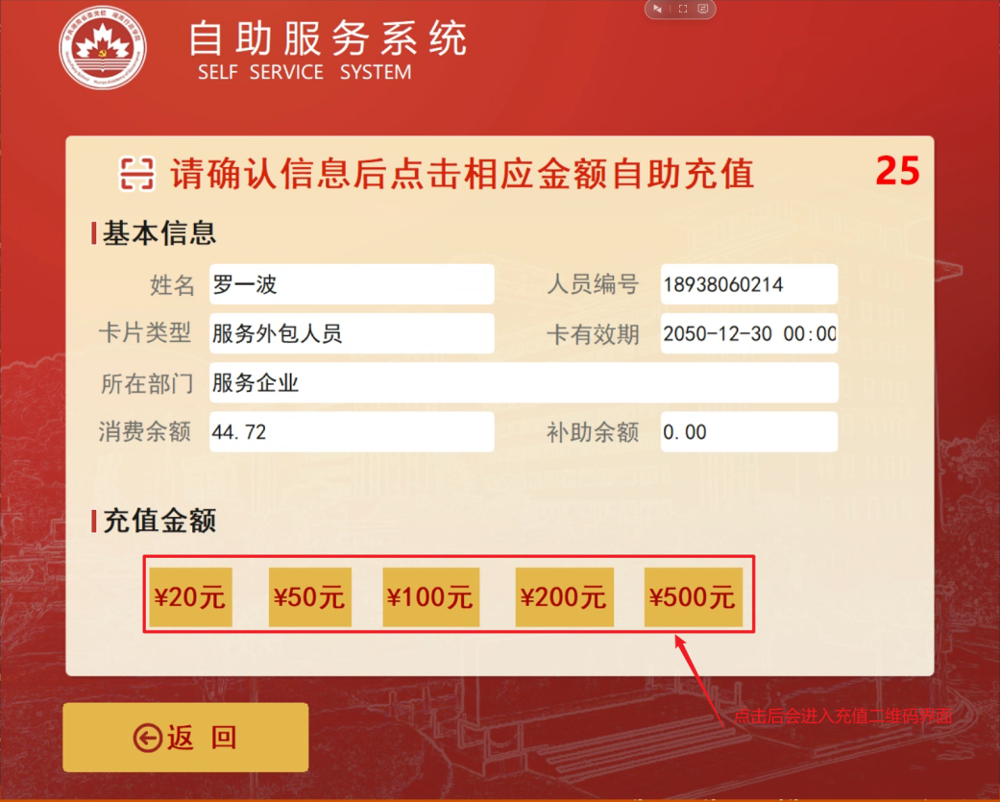 自助服务系统
SELF SERVICE SYSTEM
请确认信息后点击相应金额自助充值
25
基本信息
姓名 罗一波 人员编号 18938060214
卡片类型 服务外包人员 卡有效期 2050-12-30 00:00
所在部门 服务企业
消费余额 44.72 补助余额 0.00
充值金额
¥20元 ¥50元 ¥100元 ¥200元 ¥500元
点击后会进入充值二维码界面
返 回